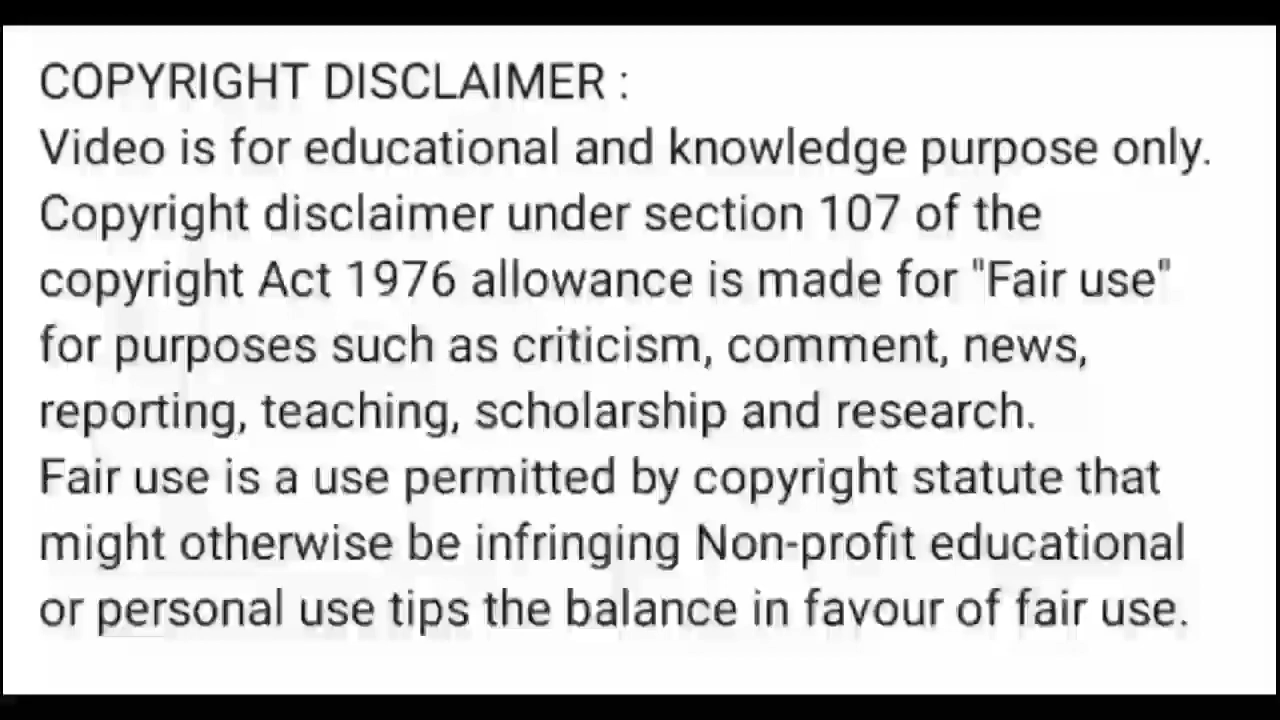 COPYRIGHT DISCLAIMER :
Video is for educational and knowledge purpose only.
Copyright disclaimer under section 107 of the
copyright Act 1976 allowance is made for "Fair use"
for purposes such as criticism, comment, news,
reporting, teaching, scholarship and research.
Fair use is a use permitted by copyright statute that
might otherwise be infringing Non-profit educational
or personal use tips the balance in favour of fair use.